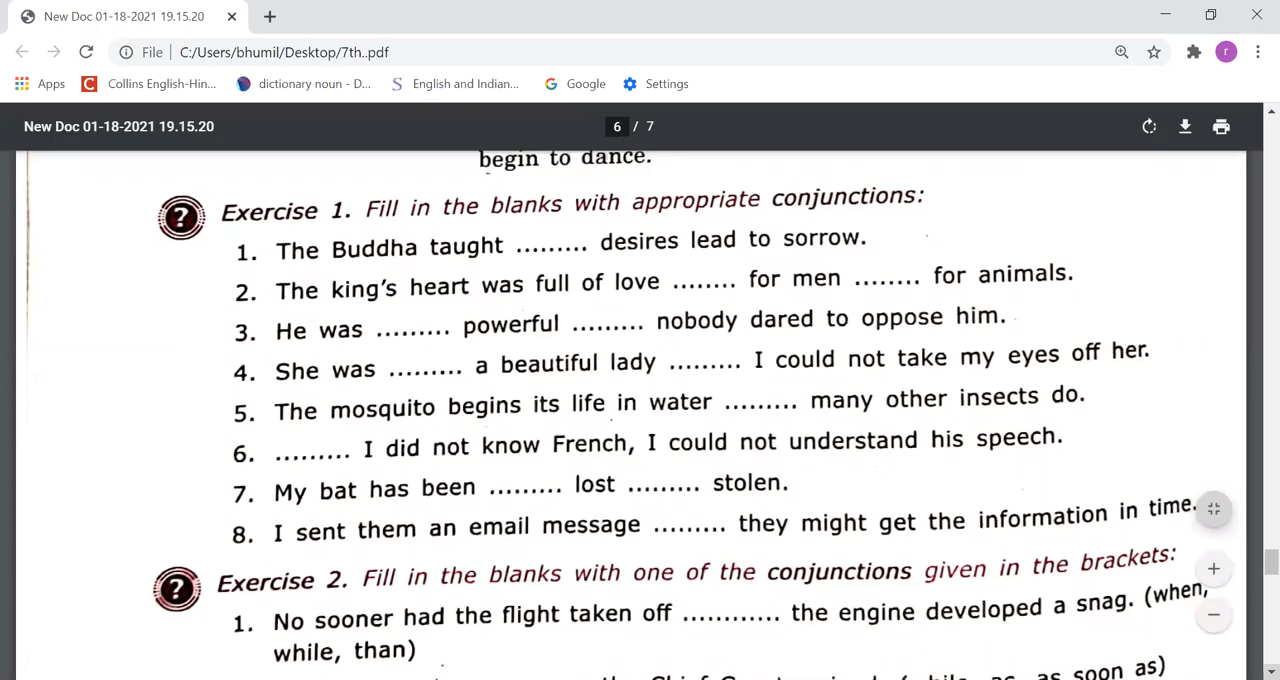 New Doc 01-18-2021 19.15.20
File | C:/Users/bhumil/Desktop/7th..pdf
r
Apps Collins English-Hin... dictionary noun - D... English and Indian... Google Settings
New Doc 01-18-2021 19.15.20 6 / 7
begin to dance.
Exercise 1. Fill in the blanks with appropriate conjunctions:
1. The Buddha taught ......... desires lead to sorrow.
2. The king's heart was full of love ........ for men ........ for animals.
3. He was ......... powerful ......... nobody dared to oppose him.
4. She was ......... a beautiful lady ......... I could not take my eyes off her.
5. The mosquito begins its life in water ......... many other insects do.
6. ......... I did not know French, I could not understand his speech.
7. My bat has been ......... lost ......... stolen.
8. I sent them an email message ......... they might get the information in time.
Exercise 2. Fill in the blanks with one of the conjunctions given in the brackets:
1. No sooner had the flight taken off ............ the engine developed a snag. (when,
while, than)
as soon as)